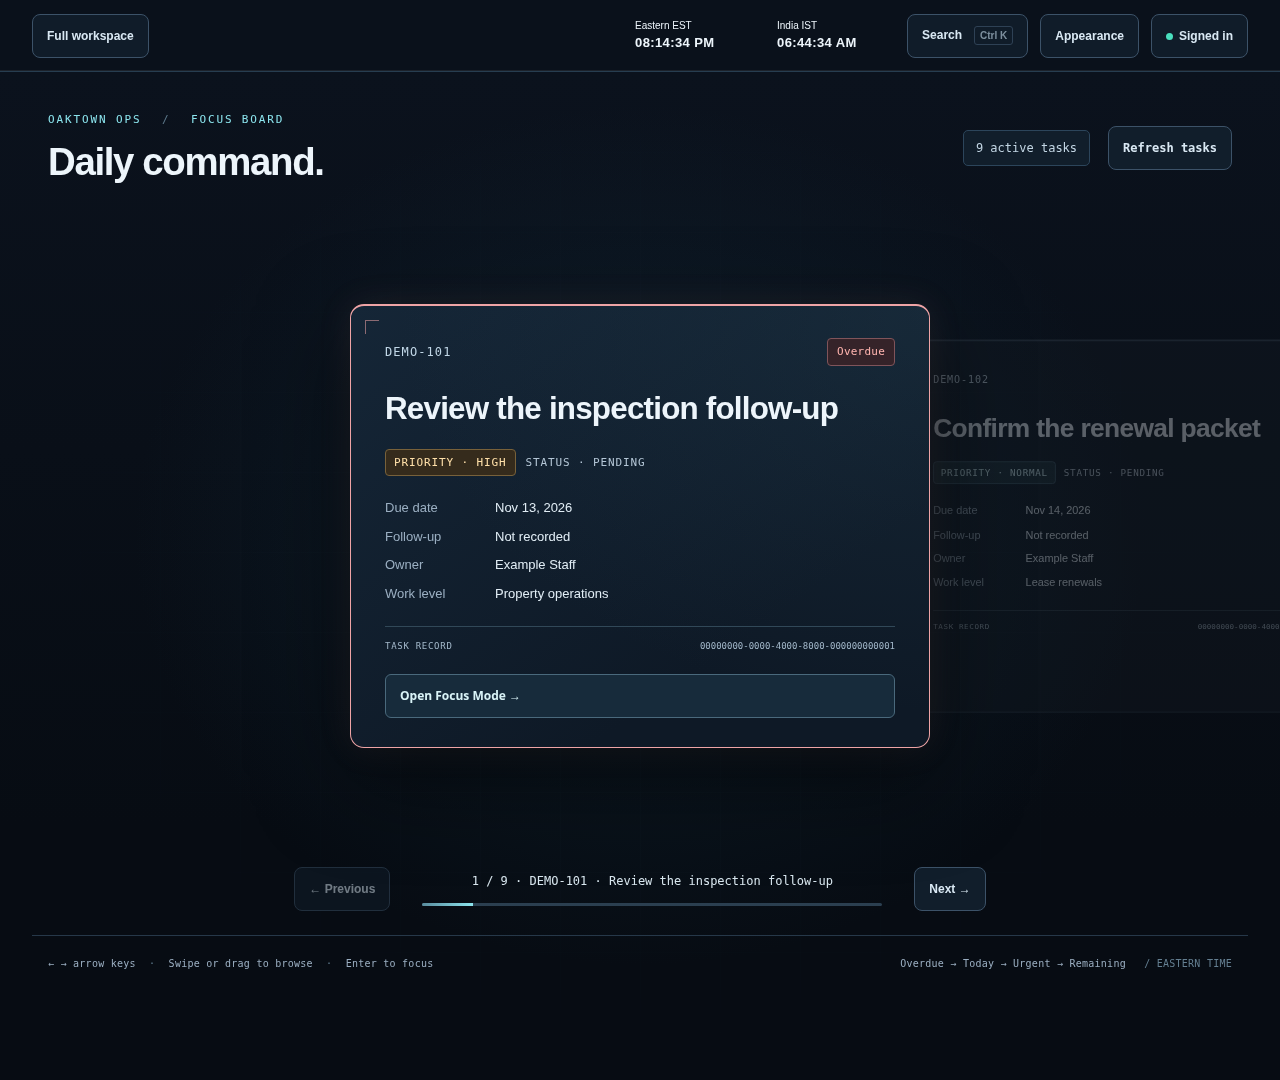 Full workspace
Eastern EST
08:14:34 PM
India IST
06:44:34 AM
Search Ctrl K
Appearance
Signed in
OAKTOWN OPS / FOCUS BOARD
Daily command.
9 active tasks
Refresh tasks
DEMO-101
Overdue
Review the inspection follow-up
PRIORITY · HIGH STATUS · PENDING
Due date Nov 13, 2026
Follow-up Not recorded
Owner Example Staff
Work level Property operations
TASK RECORD 00000000-0000-4000-8000-000000000001
Open Focus Mode →
DEMO-102
Confirm the renewal packet
PRIORITY · NORMAL STATUS · PENDING
Due date Nov 14, 2026
Follow-up Not recorded
Owner Example Staff
Work level Lease renewals
TASK RECORD 00000000-0000-4000
← Previous
1 / 9 · DEMO-101 · Review the inspection follow-up
Next →
← → arrow keys · Swipe or drag to browse · Enter to focus
Overdue → Today → Urgent → Remaining / EASTERN TIME